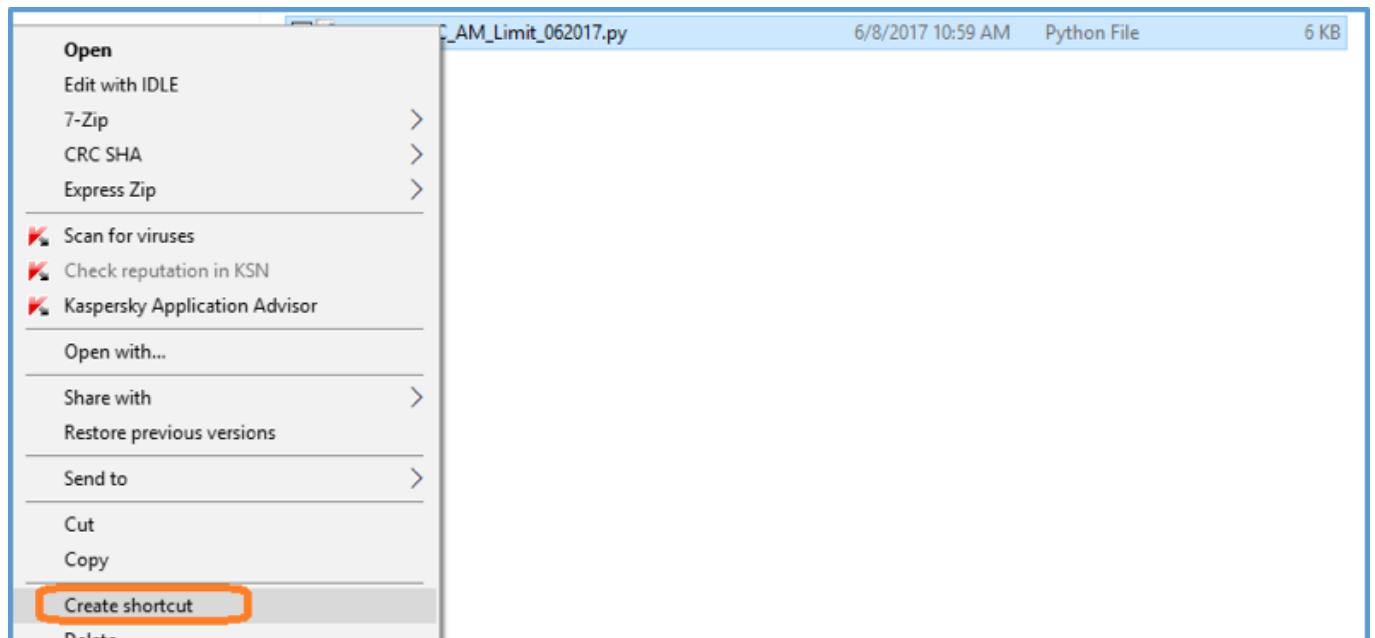 C_AM_Limit_062017.py 6/8/2017 10:59 AM Python File 6 KB
Open
Edit with IDLE
7-Zip
CRC SHA
Express Zip
Scan for viruses
Check reputation in KSN
Kaspersky Application Advisor
Open with...
Share with
Restore previous versions
Send to
Cut
Copy
Create shortcut